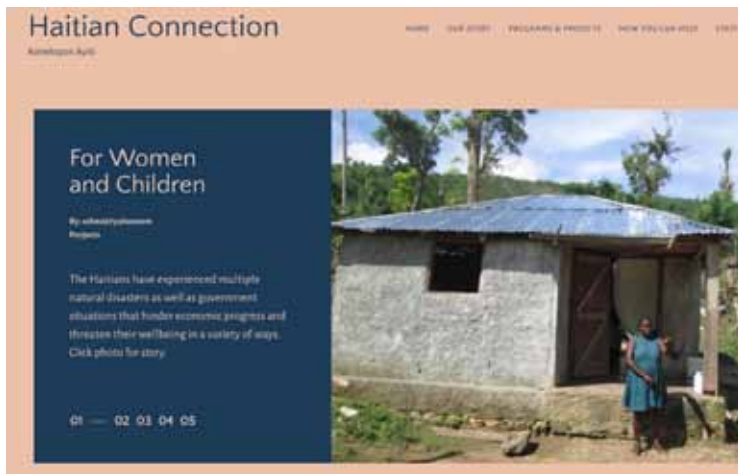 Haitian Connection
HOME OUR STORY PROGRAMS & PROJECTS HOW YOU CAN HELP
For Women
and Children
By
Projects
The Haitians have experienced multiple
natural disasters as well as government
situations that hinder economic progress and
threaten their wellbeing in a variety of ways.
Click photo for story.
01 — 02 03 04 05